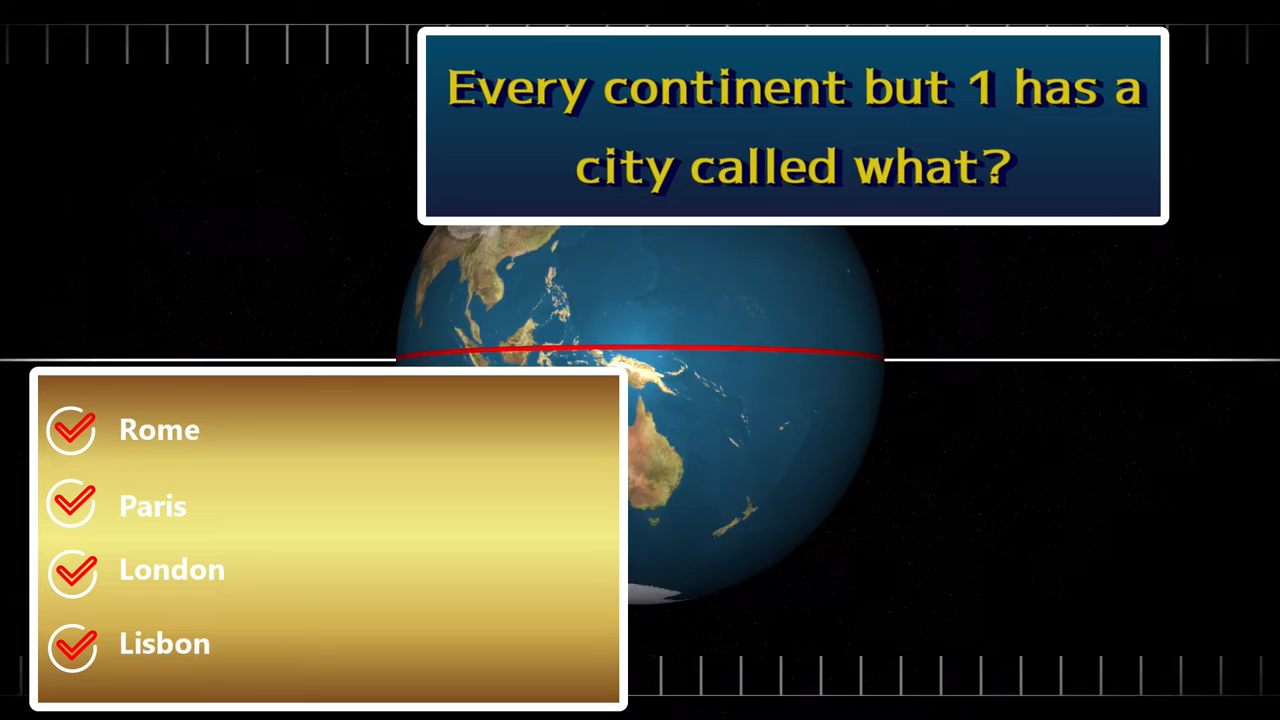 Every continent but 1 has a
city called what?
Rome
Paris
London
Lisbon